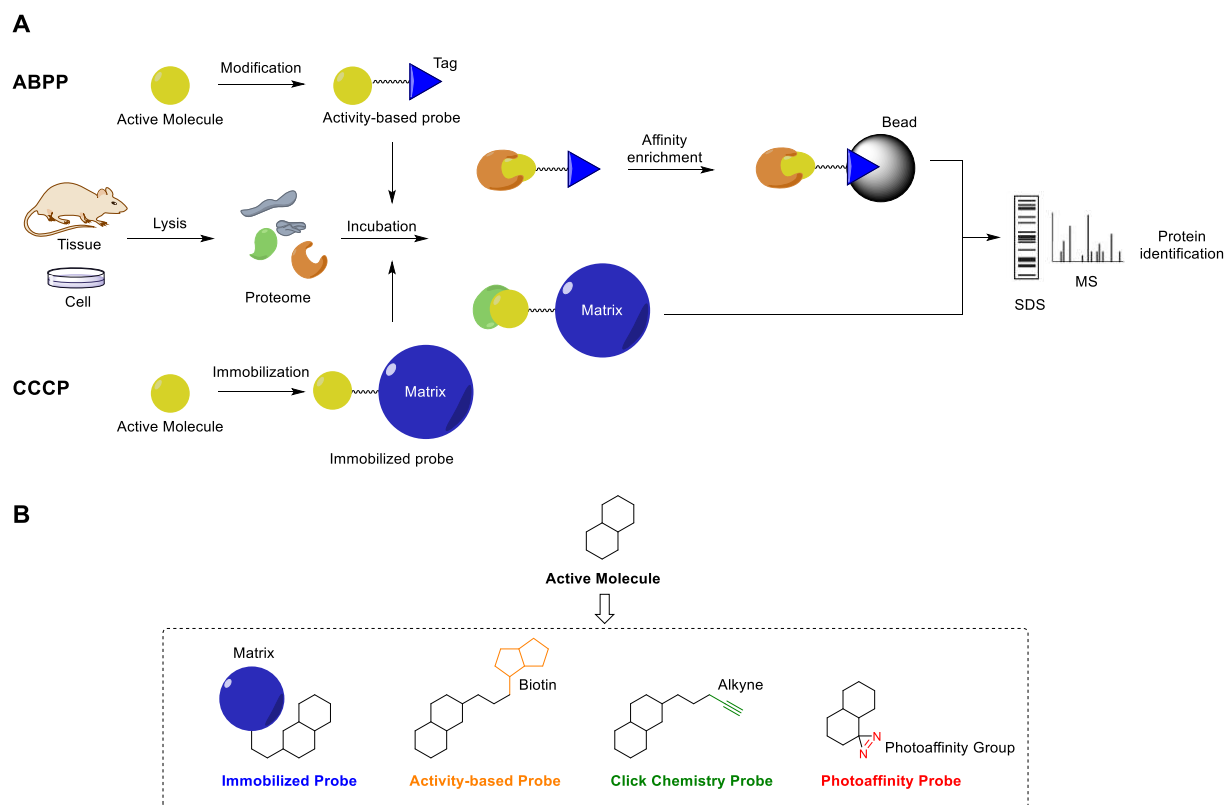 A
ABPP
Active Molecule
Modification
Tag
Activity-based probe
Tissue
Cell
Lysis
Proteome
Incubation
Affinity
enrichment
Bead
Matrix
SDS
MS
Protein
identification
CCCP
Active Molecule
Immobilization
Matrix
Immobilized probe
B
Active Molecule
Matrix
Immobilized Probe
Biotin
Activity-based Probe
Alkyne
Click Chemistry Probe
N
N
Photoaffinity Group
Photoaffinity Probe